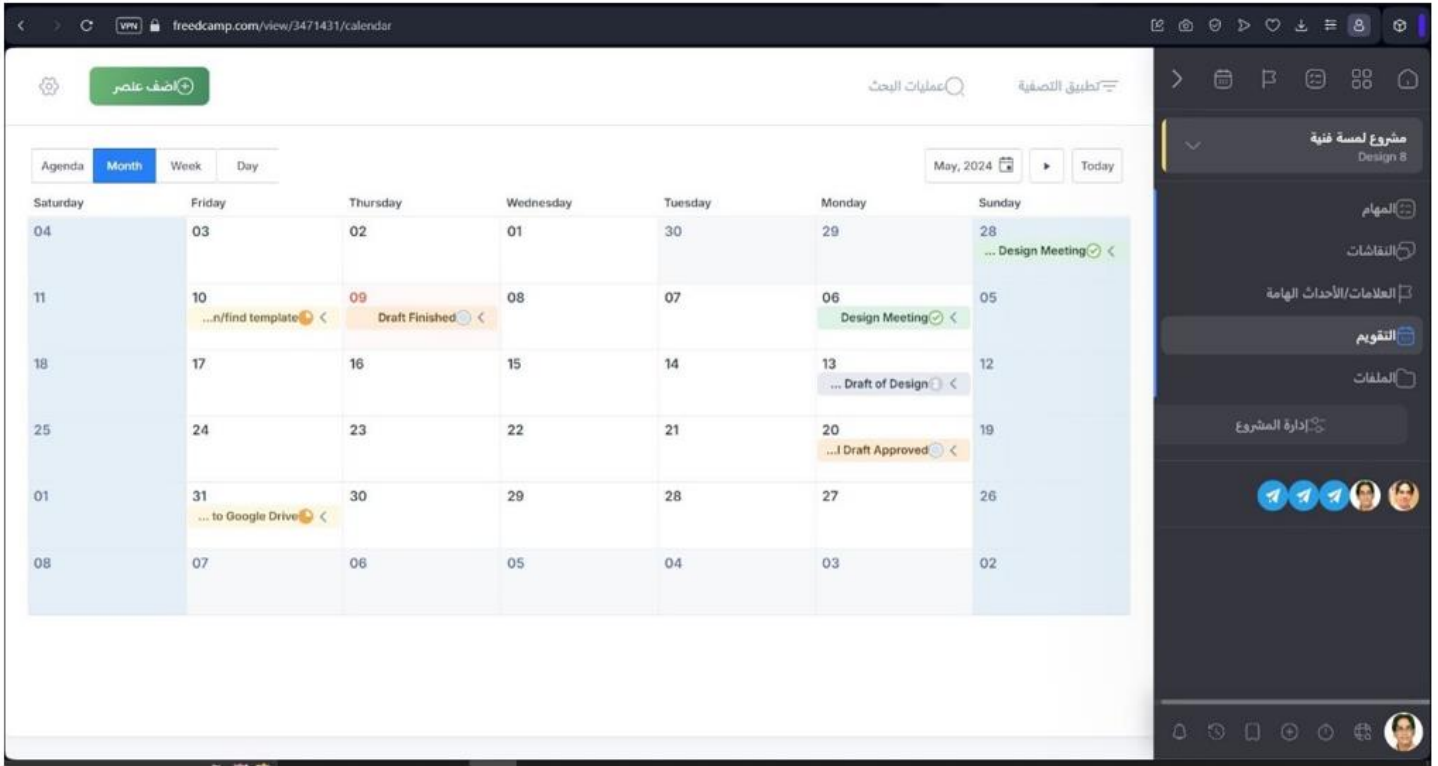 VPN freedcamp.com/view/3471431/calendar
اضف عنصر
عمليات البحث
تطبيق التصفية
Agenda Month Week Day
May, 2024 Today
Saturday Friday Thursday Wednesday Tuesday Monday Sunday
04 03 02 01 30 29 28
... Design Meeting
11 10 09 08 07 06 05
...n/find template Draft Finished Design Meeting
18 17 16 15 14 13 12
... Draft of Design
25 24 23 22 21 20 19
...l Draft Approved
01 31 30 29 28 27 26
... to Google Drive
08 07 06 05 04 03 02
مشروع لمسة فنية
Design 8
المهام
النقاشات
العلامات/الأحداث الهامة
التقويم
الملفات
إدارة المشروع